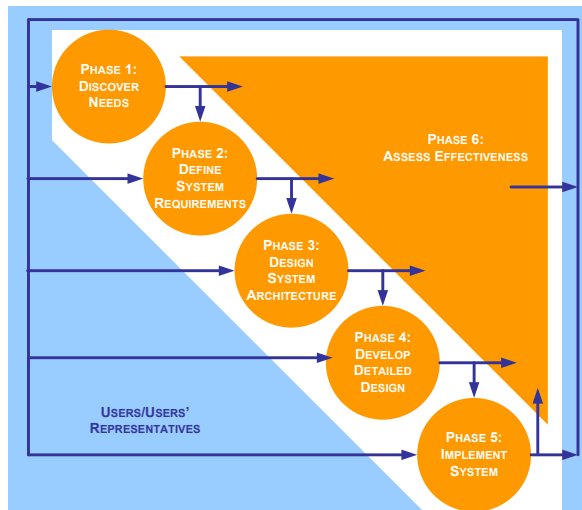 PHASE 1:
DISCOVER
NEEDS
PHASE 2:
DEFINE
SYSTEM
REQUIREMENTS
PHASE 6:
ASSESS EFFECTIVENESS
PHASE 3:
DESIGN
SYSTEM
ARCHITECTURE
PHASE 4:
DEVELOP
DETAILED
DESIGN
USERS/USERS'
REPRESENTATIVES
PHASE 5:
IMPLEMENT
SYSTEM